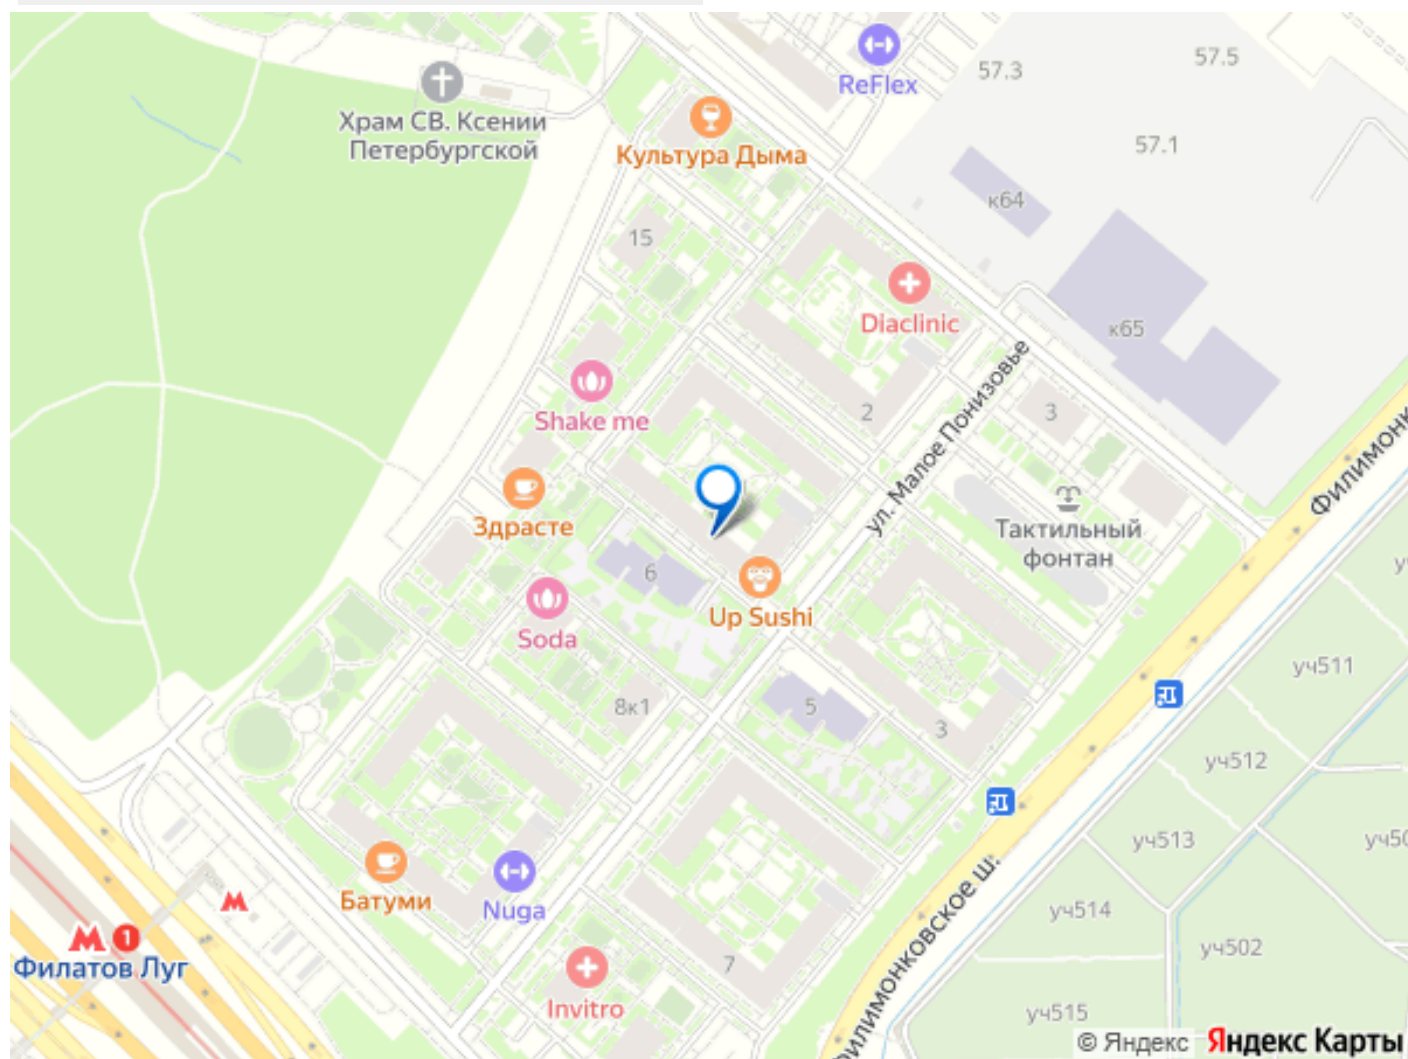 ReFlex
57.3
57.5
Храм СВ. Ксении
Петербургской
Культура Дыма
57.1
к64
15
Diaclinic
к65
ул. Малое Понизовье
Shake me
2
3
Здрасте
Тактильный
фонтан
6
Up Sushi
Soda
уч511
8к1
5
3
уч512
уч513
Батуми
Nuga
М
М 1
Филатов Луг
Филимонковское ш.
уч514
уч502
7
Invitro
уч515
© Яндекс Яндекс Карты